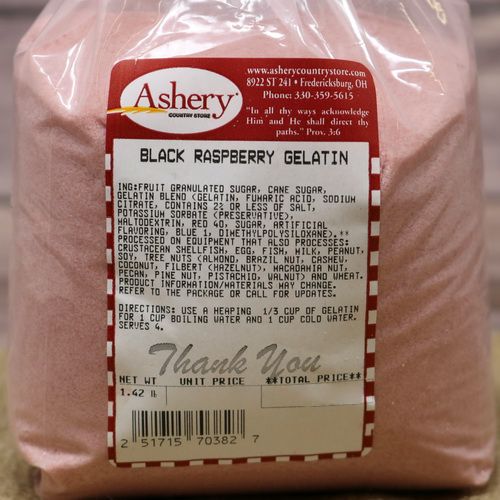 Ashery
COUNTRY STORE
www.asherycountrystore.com
8922 ST 241 • Fredericksburg, OH
Phone: 330-359-5615
"In all thy ways acknowledge
Him and He shall direct thy
paths." Prov. 3:6
BLACK RASPBERRY GELATIN
ING:FRUIT GRANULATED SUGAR, CANE SUGAR,
GELATIN BLEND (GELATIN, FUMARIC ACID, SODIUM
CITRATE, CONTAINS 2% OR LESS OF SALT,
POTASSIUM SORBATE (PRESERVATIVE),
MALTODEXTRIN, RED 40, SUGAR, ARTIFICIAL
FLAVORING, BLUE 1, DIMETHYLPOLYSILOXANE).**
PROCESSED ON EQUIPMENT THAT ALSO PROCESSES:
CRUSTACEAN SHELLFISH, EGG, FISH, MILK, PEANUT,
SOY, TREE NUTS (ALMOND, BRAZIL NUT, CASHEW,
COCONUT, FILBERT (HAZELNUT), MACADAMIA NUT,
PECAN, PINE NUT, PISTACHIO, WALNUT) AND WHEAT.
PRODUCT INFORMATION/MATERIALS MAY CHANGE.
REFER TO THE PACKAGE OR CALL FOR UPDATES.
DIRECTIONS: USE A HEAPING 1/3 CUP OF GELATIN
FOR 1 CUP BOILING WATER AND 1 CUP COLD WATER.
SERVES 4.
Thank You
NET WT UNIT PRICE **TOTAL PRICE**
1.42 lb
2 51715 70382 7